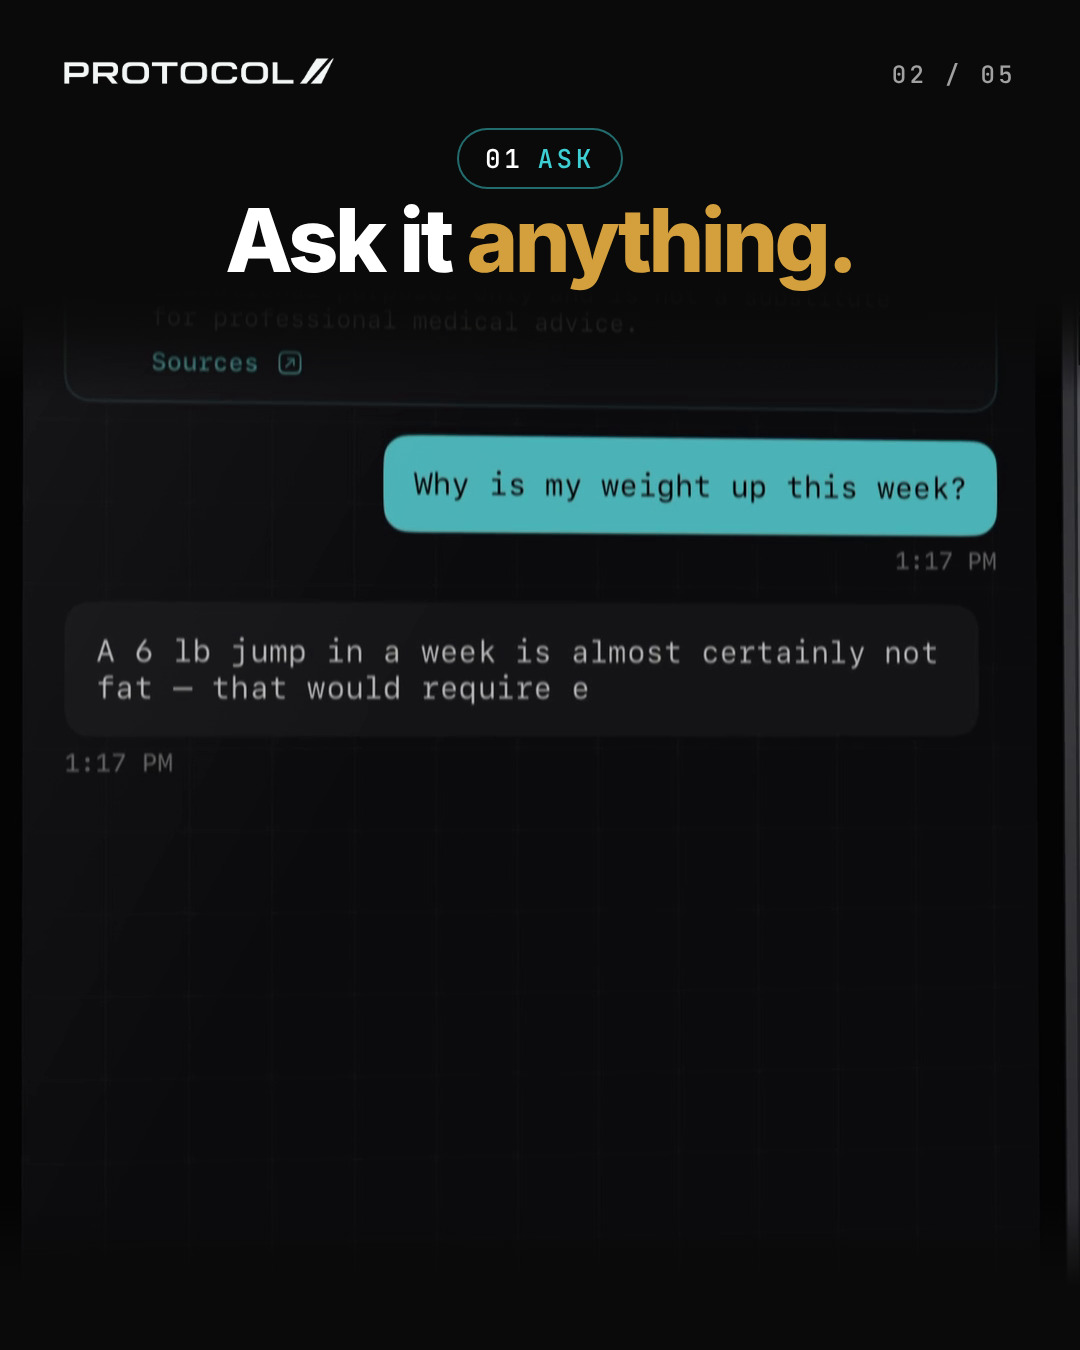 PROTOCOL
02 / 05
01 ASK
Ask it anything.
for professional medical advice.
Sources
Why is my weight up this week?
1:17 PM
A 6 lb jump in a week is almost certainly not
fat — that would require e
1:17 PM